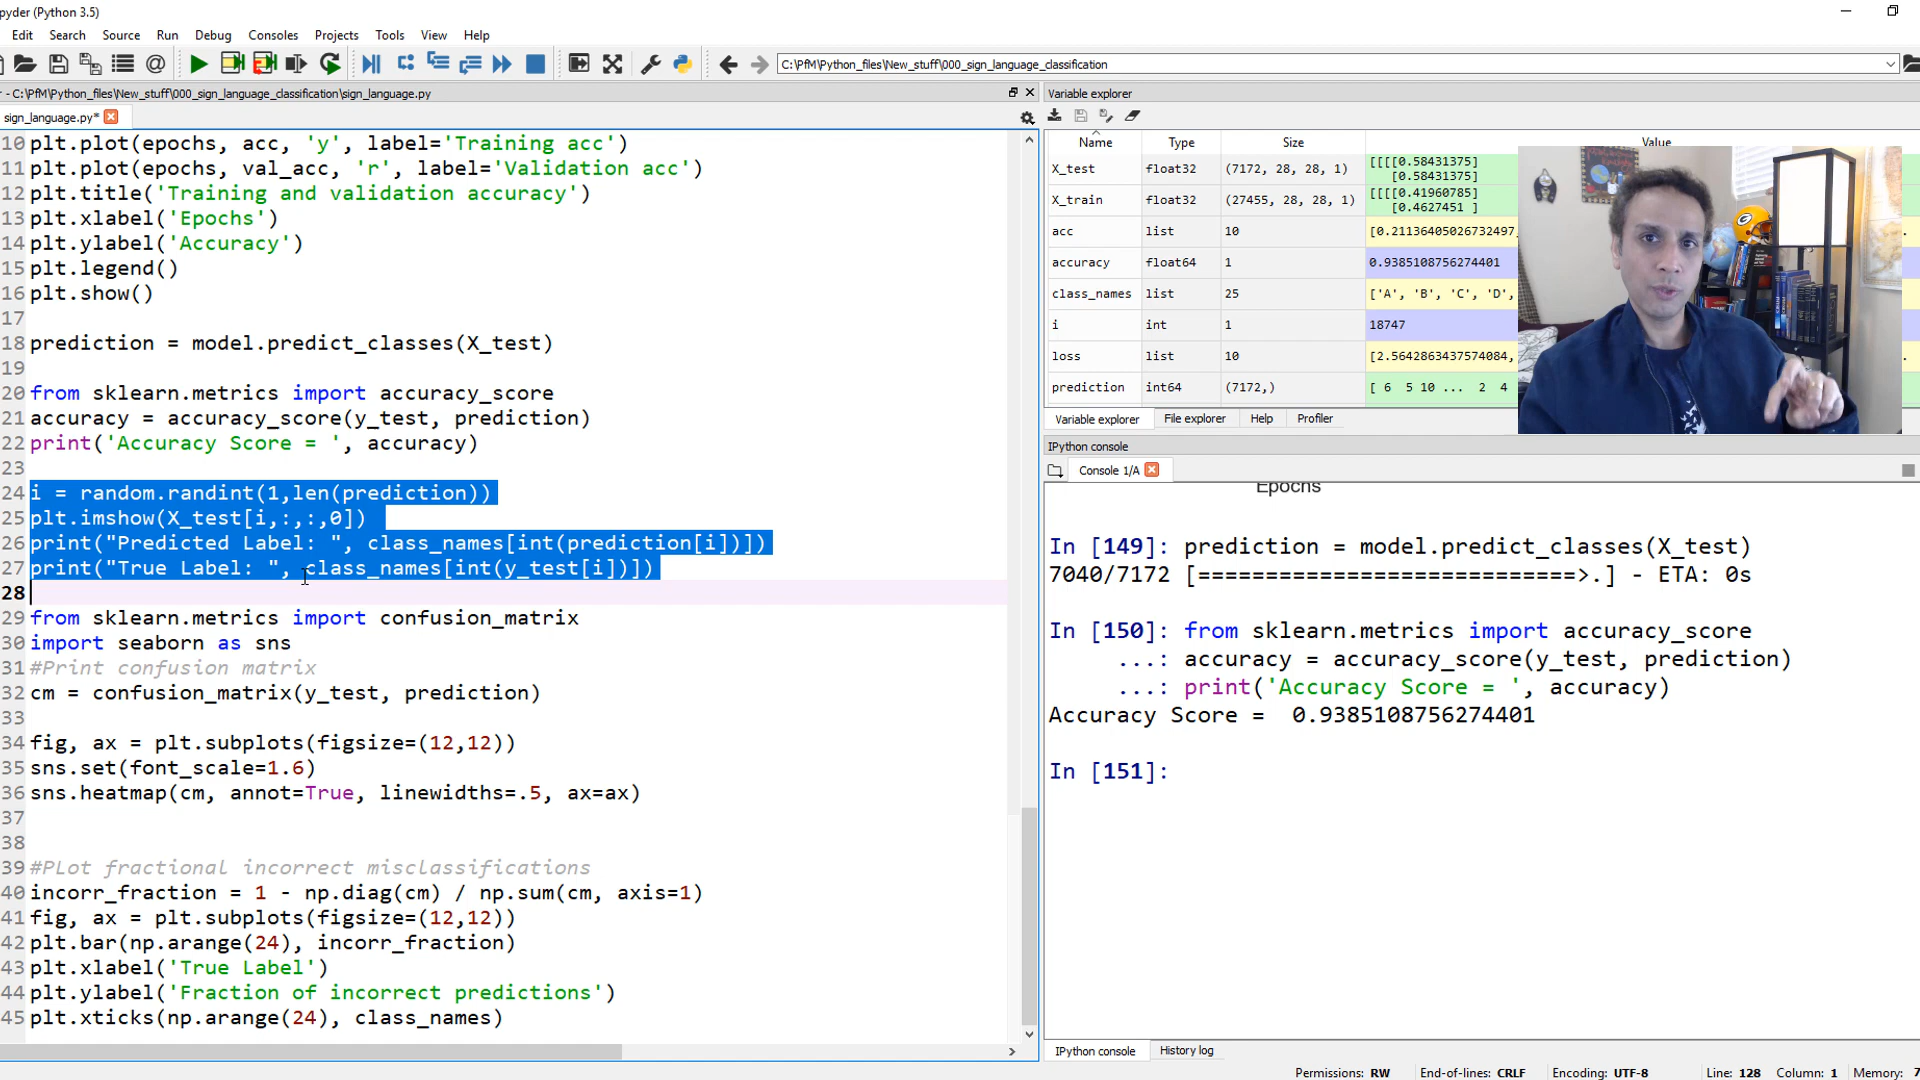 pyder (Python 3.5)
Edit Search Source Run Debug Consoles Projects Tools View Help
C:\PfM\Python_files\New_stuff\000_sign_language_classification
r - C:\PfM\Python_files\New_stuff\000_sign_language_classification\sign_language.py
sign_language.py*
10 plt.plot(epochs, acc, 'y', label='Training acc')
11 plt.plot(epochs, val_acc, 'r', label='Validation acc')
12 plt.title('Training and validation accuracy')
13 plt.xlabel('Epochs')
14 plt.ylabel('Accuracy')
15 plt.legend()
16 plt.show()
17
18 prediction = model.predict_classes(X_test)
19
20 from sklearn.metrics import accuracy_score
21 accuracy = accuracy_score(y_test, prediction)
22 print('Accuracy Score = ', accuracy)
23
24 i = random.randint(1,len(prediction))
25 plt.imshow(X_test[i,:,:,0])
26 print("Predicted Label: ", class_names[int(prediction[i])])
27 print("True Label: ", class_names[int(y_test[i])])
28
29 from sklearn.metrics import confusion_matrix
30 import seaborn as sns
31 #Print confusion matrix
32 cm = confusion_matrix(y_test, prediction)
33
34 fig, ax = plt.subplots(figsize=(12,12))
35 sns.set(font_scale=1.6)
36 sns.heatmap(cm, annot=True, linewidths=.5, ax=ax)
37
38
39 #PLot fractional incorrect misclassifications
40 incorr_fraction = 1 - np.diag(cm) / np.sum(cm, axis=1)
41 fig, ax = plt.subplots(figsize=(12,12))
42 plt.bar(np.arange(24), incorr_fraction)
43 plt.xlabel('True Label')
44 plt.ylabel('Fraction of incorrect predictions')
45 plt.xticks(np.arange(24), class_names)
Variable explorer
Name Type Size Value
X_test float32 (7172, 28, 28, 1) [[[[0.58431375]
[0.58431375]
X_train float32 (27455, 28, 28, 1) [[[[0.41960785]
[0.4627451 ]
acc list 10 [0.21136405026732497,
accuracy float64 1 0.9385108756274401
class_names list 25 ['A', 'B', 'C', 'D',
i int 1 18747
loss list 10 [2.5642863437574084,
prediction int64 (7172,) [ 6 5 10 ... 2 4
Variable explorer File explorer Help Profiler
IPython console
Console 1/A
Epochs
In [149]: prediction = model.predict_classes(X_test)
7040/7172 [============================>.] - ETA: 0s
In [150]: from sklearn.metrics import accuracy_score
...: accuracy = accuracy_score(y_test, prediction)
...: print('Accuracy Score = ', accuracy)
Accuracy Score = 0.9385108756274401
In [151]:
IPython console History log
Permissions: RW End-of-lines: CRLF Encoding: UTF-8 Line: 128 Column: 1 Memory: 7